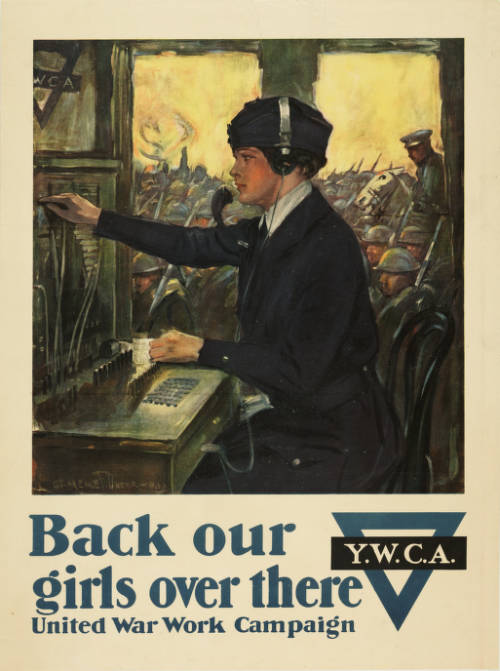 Y.W.C.A.
Back our
girls over there
Y.W.C.A.
United War Work Campaign